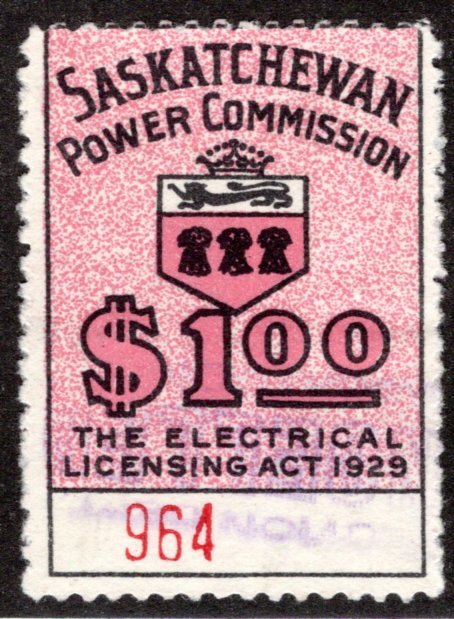 SASKATCHEWAN
POWER COMMISSION
$1.00
THE ELECTRICAL
LICENSING ACT 1929
964